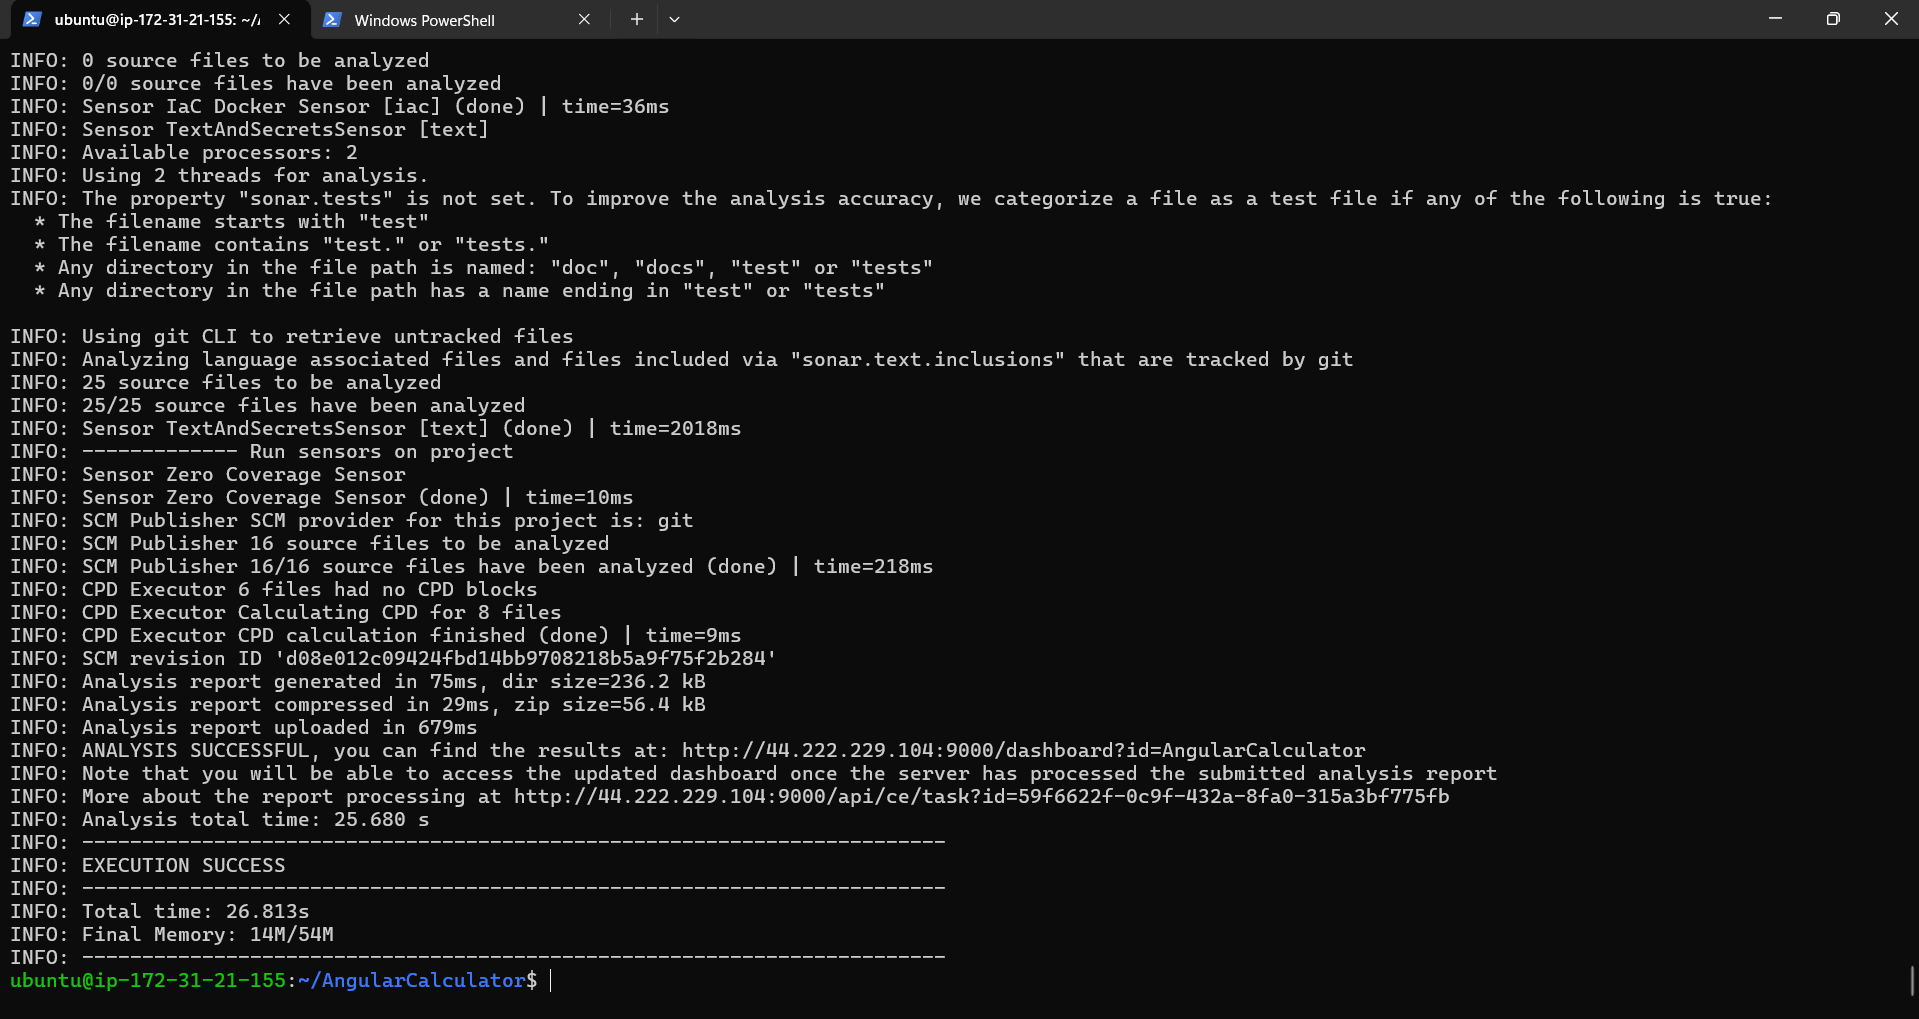 ubuntu@ip-172-31-21-155: ~/
Windows PowerShell
INFO: 0 source files to be analyzed
INFO: 0/0 source files have been analyzed
INFO: Sensor IaC Docker Sensor [iac] (done) | time=36ms
INFO: Sensor TextAndSecretsSensor [text]
INFO: Available processors: 2
INFO: Using 2 threads for analysis.
INFO: The property "sonar.tests" is not set. To improve the analysis accuracy, we categorize a file as a test file if any of the following is true:
  * The filename starts with "test"
  * The filename contains "test." or "tests."
  * Any directory in the file path is named: "doc", "docs", "test" or "tests"
  * Any directory in the file path has a name ending in "test" or "tests"
INFO: Using git CLI to retrieve untracked files
INFO: Analyzing language associated files and files included via "sonar.text.inclusions" that are tracked by git
INFO: 25 source files to be analyzed
INFO: 25/25 source files have been analyzed
INFO: Sensor TextAndSecretsSensor [text] (done) | time=2018ms
INFO: ------------- Run sensors on project
INFO: Sensor Zero Coverage Sensor
INFO: Sensor Zero Coverage Sensor (done) | time=10ms
INFO: SCM Publisher SCM provider for this project is: git
INFO: SCM Publisher 16 source files to be analyzed
INFO: SCM Publisher 16/16 source files have been analyzed (done) | time=218ms
INFO: CPD Executor 6 files had no CPD blocks
INFO: CPD Executor Calculating CPD for 8 files
INFO: CPD Executor CPD calculation finished (done) | time=9ms
INFO: SCM revision ID 'd08e012c09424fbd14bb9708218b5a9f75f2b284'
INFO: Analysis report generated in 75ms, dir size=236.2 kB
INFO: Analysis report compressed in 29ms, zip size=56.4 kB
INFO: Analysis report uploaded in 679ms
INFO: ANALYSIS SUCCESSFUL, you can find the results at: http://44.222.229.104:9000/dashboard?id=AngularCalculator
INFO: Note that you will be able to access the updated dashboard once the server has processed the submitted analysis report
INFO: More about the report processing at http://44.222.229.104:9000/api/ce/task?id=59f6622f-0c9f-432a-8fa0-315a3bf775fb
INFO: Analysis total time: 25.680 s
INFO: ------------------------------------------------------------------------
INFO: EXECUTION SUCCESS
INFO: ------------------------------------------------------------------------
INFO: Total time: 26.813s
INFO: Final Memory: 14M/54M
INFO: ------------------------------------------------------------------------
ubuntu@ip-172-31-21-155:~/AngularCalculator$